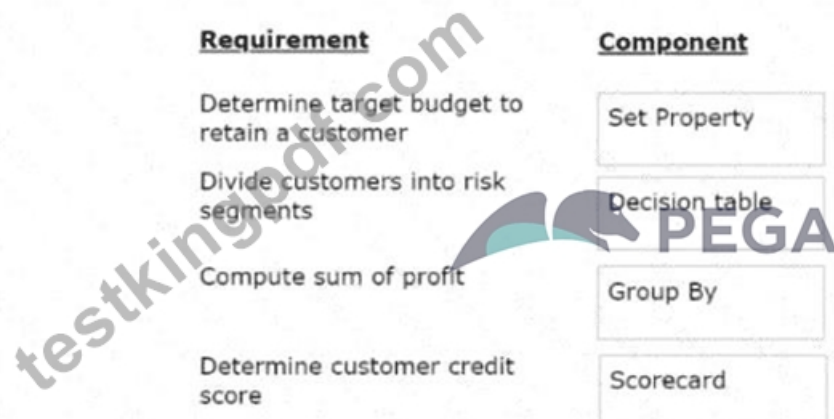 Requirement
Component
Determine target budget to
retain a customer
Set Property
Divide customers into risk
segments
Decision table
PEGA
Compute sum of profit
Group By
Determine customer credit
score
Scorecard
testkingpdf.com